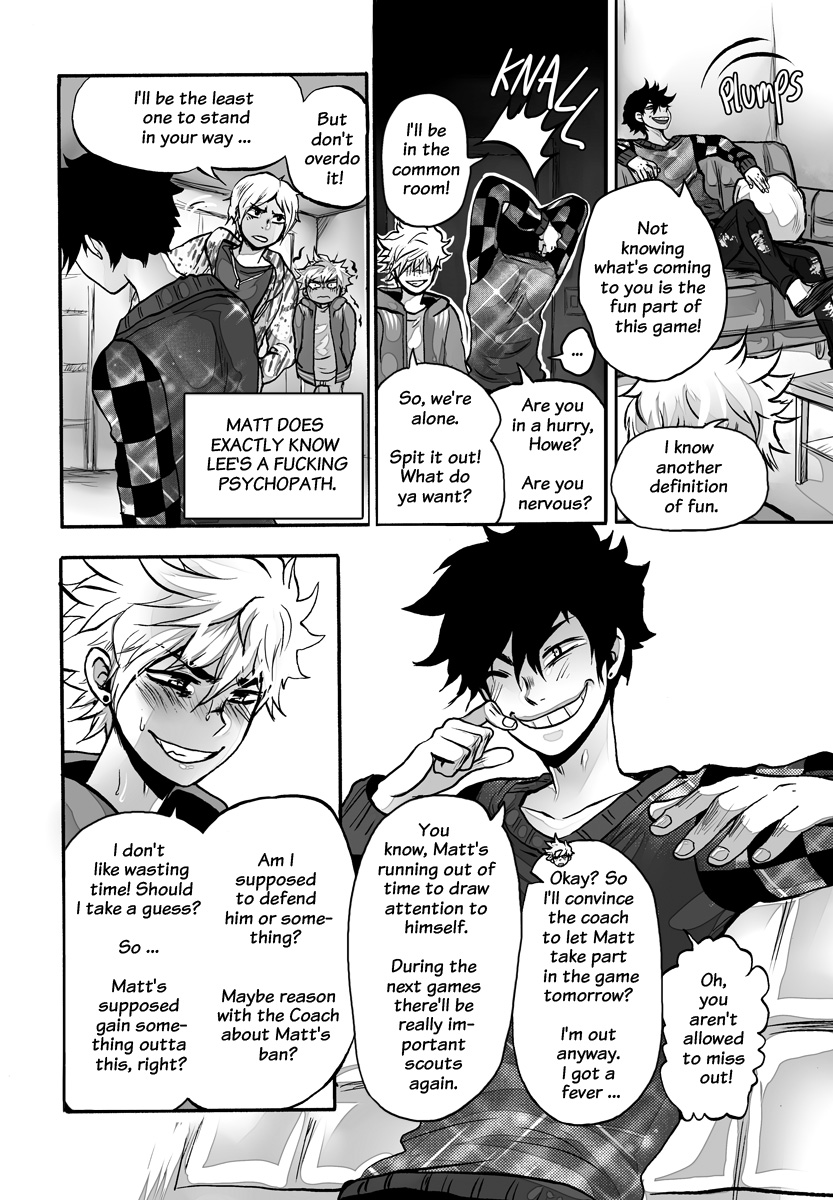 I'll be the least
one to stand
in your way ...
But
don't
overdo
it!
MATT DOES
EXACTLY KNOW
LEE'S A FUCKING
PSYCHOPATH.
KNALL
I'll be
in the
common
room!
...
So, we're
alone.
Spit it out!
What do
ya want?
Are you
in a hurry,
Howe?
Are you
nervous?
Plumps
Not
knowing
what's coming
to you is the
fun part of
this game!
I know
another
definition
of fun.
I don't
like wasting
time! Should
I take a guess?
So ...
Matt's
supposed
gain some-
thing outta
this, right?
Am I
supposed
to defend
him or some-
thing?
Maybe reason
with the Coach
about Matt's
ban?
You
know, Matt's
running out of
time to draw
attention to
himself.
During the
next games
there'll be
really im-
portant
scouts
again.
Okay? So
I'll convince
the coach
to let Matt
take part
in the game
tomorrow?
I'm out
anyway.
I got a
fever ...
Oh,
you
aren't
allowed
to miss
out!